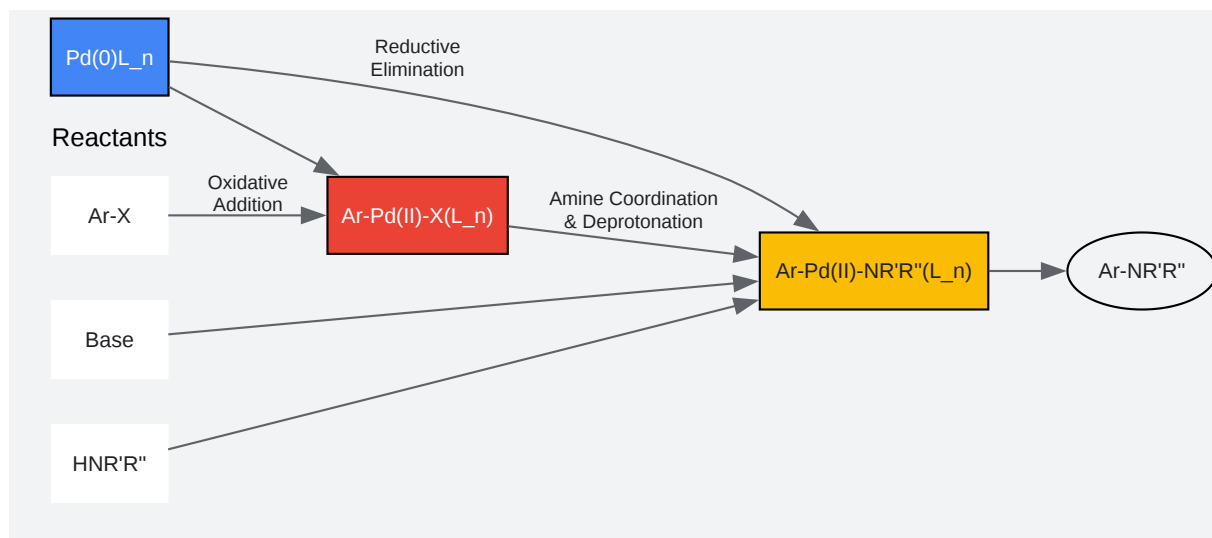 Pd(0)L_n
Reductive
Elimination
Reactants
Ar-X
Oxidative
Addition
Ar-Pd(II)-X(L_n)
Amine Coordination
& Deprotonation
Ar-Pd(II)-NR'R"(L_n)
Ar-NR'R"
Base
HNR'R"